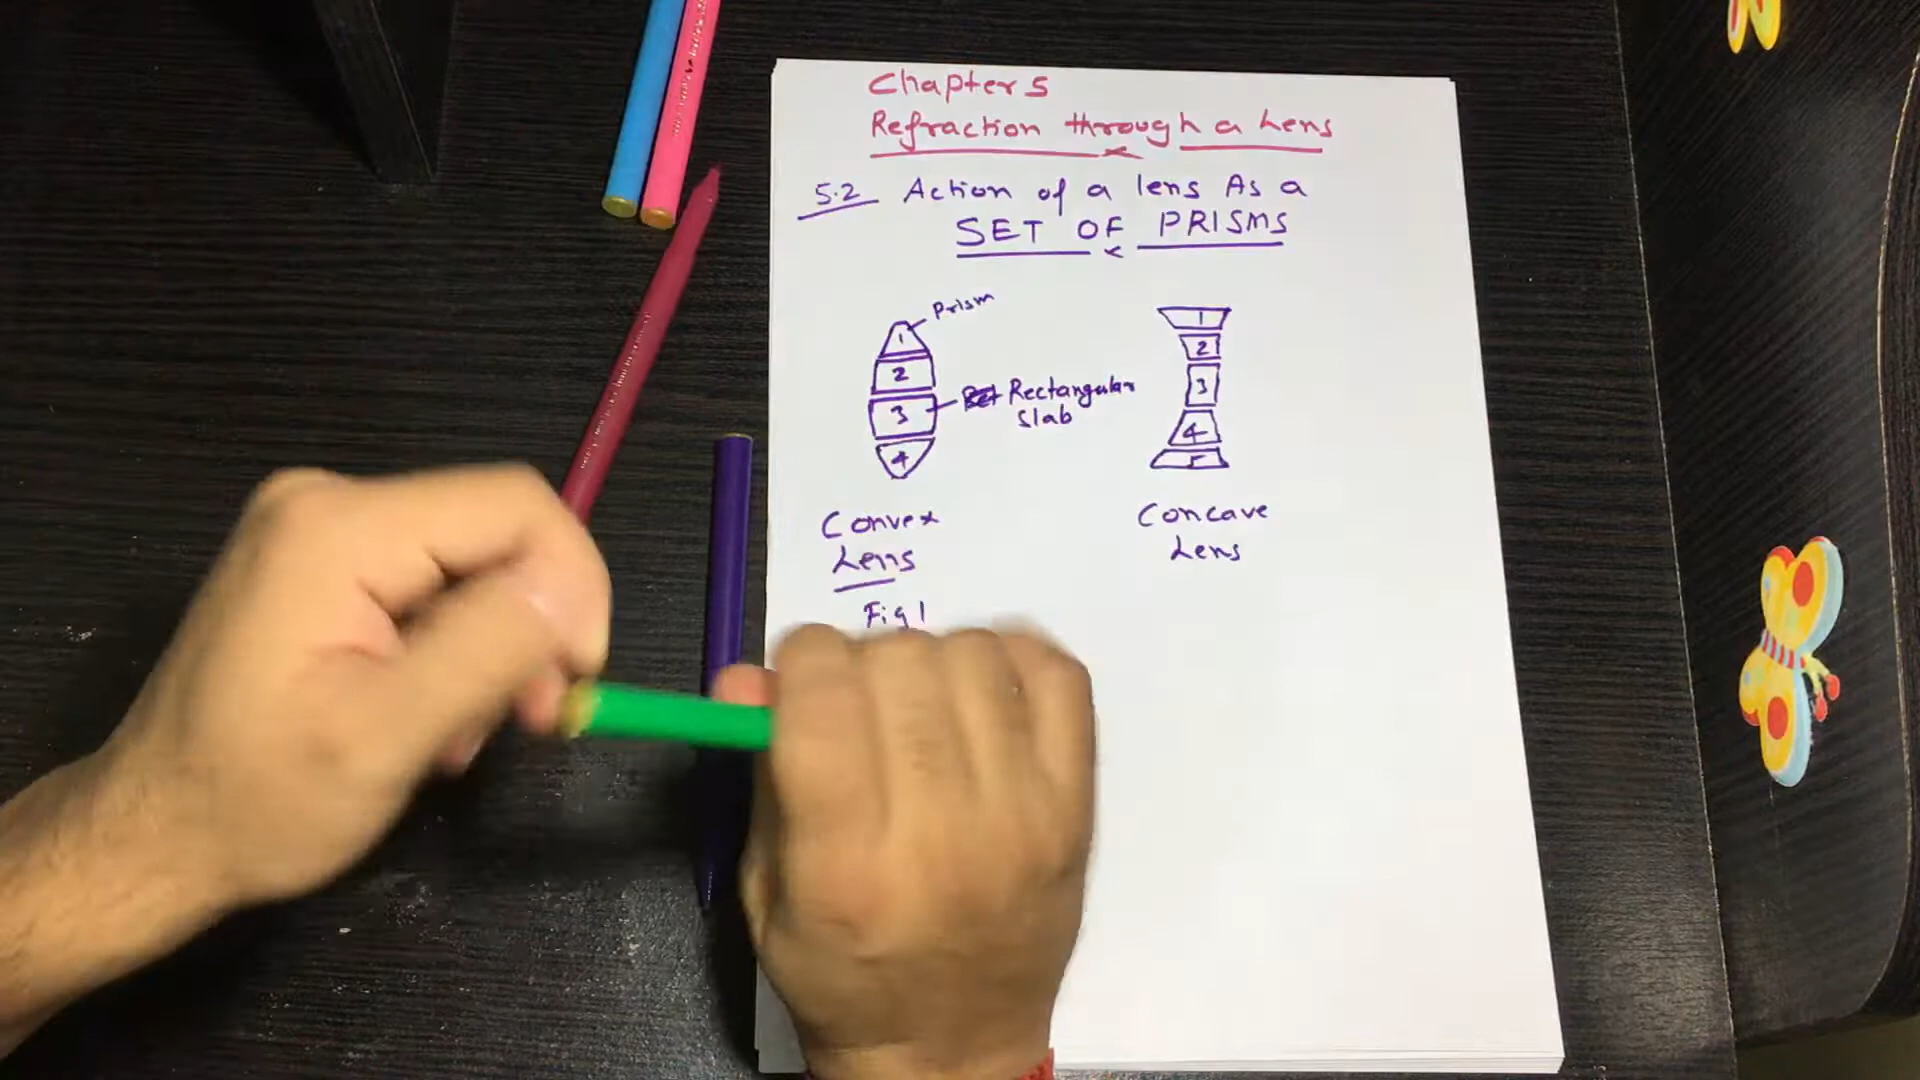 Chapter 5
Refraction through a Lens
5.2 Action of a lens As a
SET OF PRISMS
Prism
1
2
3
4
Rectangular
Slab
1
2
3
4
5
Convex
Lens
Fig 1
Concave
Lens